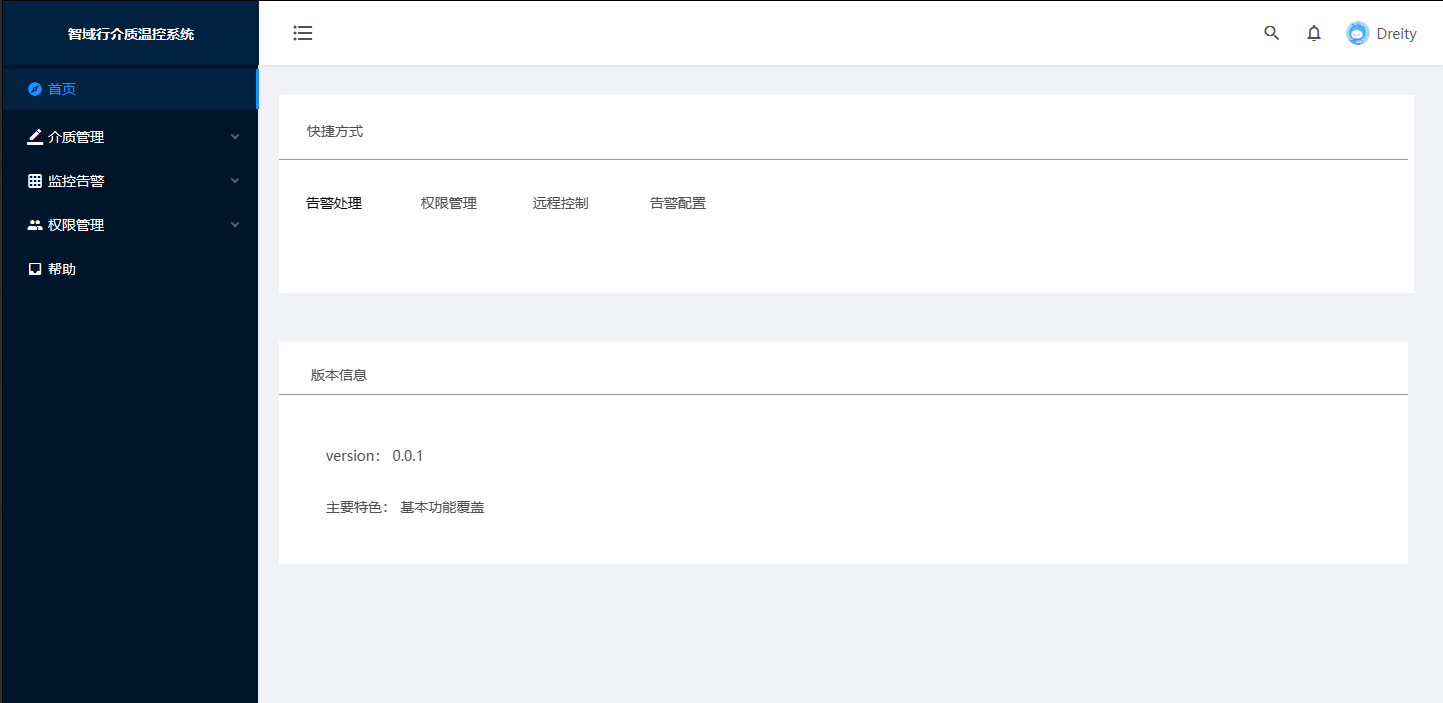 智域行介质温控系统
Dreity
首页
介质管理
监控告警
权限管理
帮助
快捷方式
告警处理 权限管理 远程控制 告警配置
版本信息
version： 0.0.1
主要特色： 基本功能覆盖